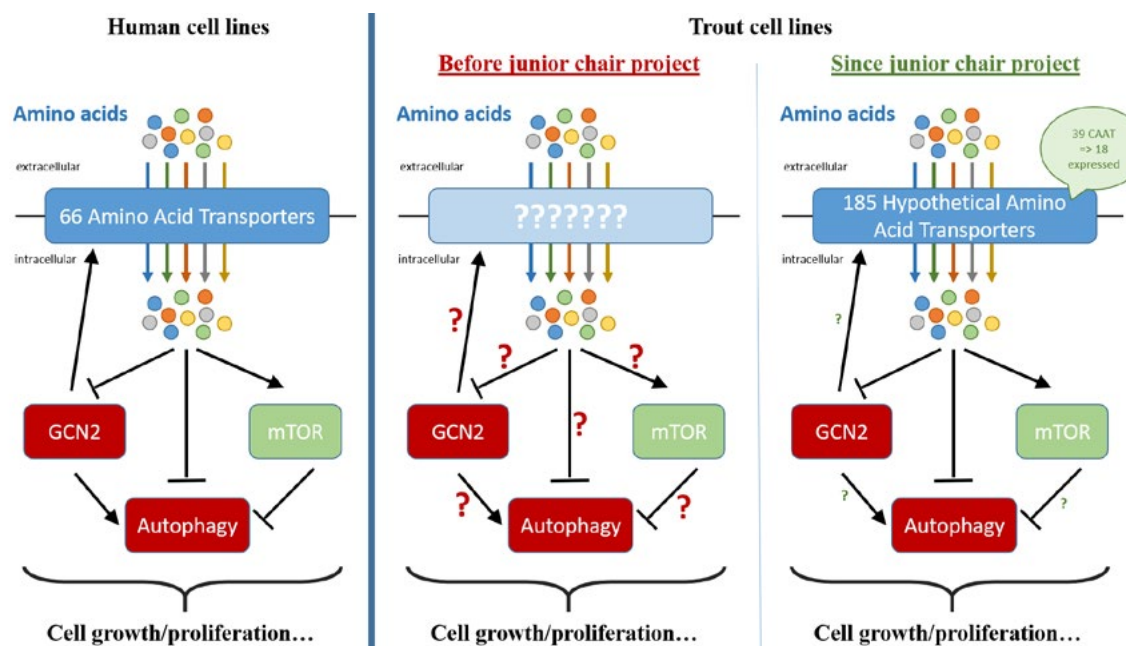 Human cell lines
Amino acids
extracellular
66 Amino Acid Transporters
intracellular
GCN2
mTOR
Autophagy
Cell growth/proliferation…
Trout cell lines
Before junior chair project
Amino acids
extracellular
???????
intracellular
?
?
?
GCN2
?
mTOR
?
?
Autophagy
Cell growth/proliferation…
Since junior chair project
Amino acids
39 CAAT
=> 18
expressed
extracellular
185 Hypothetical Amino
Acid Transporters
intracellular
?
GCN2
mTOR
?
?
Autophagy
Cell growth/proliferation…